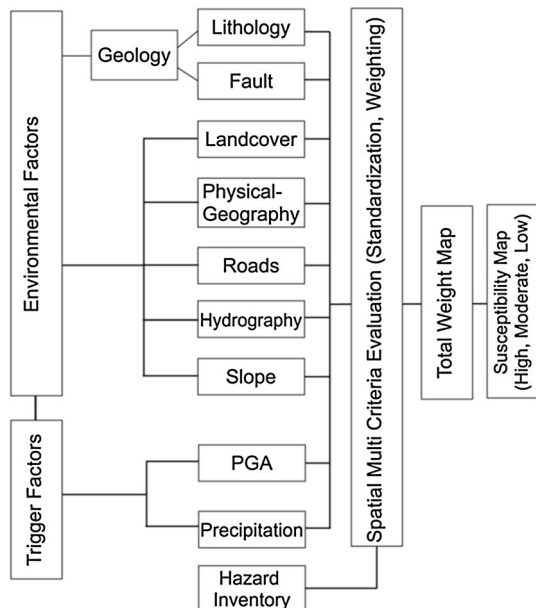 Environmental Factors
Geology
Lithology
Fault
Landcover
Physical-
Geography
Roads
Hydrography
Slope
Trigger Factors
PGA
Precipitation
Hazard
Inventory
Spatial Multi Criteria Evaluation (Standardization, Weighting)
Total Weight Map
Susceptibility Map
(High, Moderate, Low)